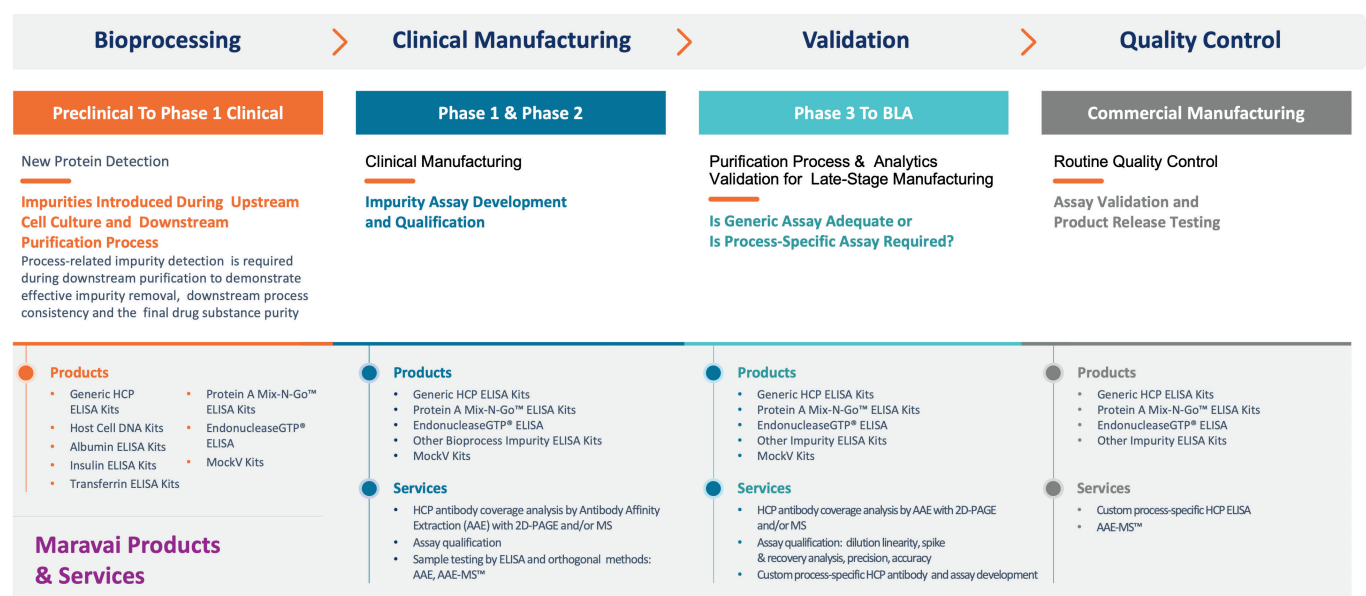 Bioprocessing
Clinical Manufacturing
Validation
Quality Control
Preclinical To Phase 1 Clinical
New Protein Detection
Impurities Introduced During Upstream
Cell Culture and Downstream
Purification Process
Process-related impurity detection is required
during downstream purification to demonstrate
effective impurity removal, downstream process
consistency and the final drug substance purity
Phase 1 & Phase 2
Clinical Manufacturing
Impurity Assay Development
and Qualification
Phase 3 To BLA
Purification Process & Analytics
Validation for Late-Stage Manufacturing
Is Generic Assay Adequate or
Is Process-Specific Assay Required?
Commercial Manufacturing
Routine Quality Control
Assay Validation and
Product Release Testing
Products
• Generic HCP
ELISA Kits
• Host Cell DNA Kits
• Albumin ELISA Kits
• Insulin ELISA Kits
• Transferrin ELISA Kits
• Protein A Mix-N-Go™
ELISA Kits
• EndonucleaseGTP®
ELISA
• MockV Kits
Maravai Products
& Services
Products
• Generic HCP ELISA Kits
• Protein A Mix-N-Go™ ELISA Kits
• EndonucleaseGTP® ELISA
• Other Bioprocess Impurity ELISA Kits
• MockV Kits
Services
• HCP antibody coverage analysis by Antibody Affinity
Extraction (AAE) with 2D-PAGE and/or MS
• Assay qualification
• Sample testing by ELISA and orthogonal methods:
AAE, AAE-MS™
Products
• Generic HCP ELISA Kits
• Protein A Mix-N-Go™ ELISA Kits
• EndonucleaseGTP® ELISA
• Other Impurity ELISA Kits
• MockV Kits
Services
• HCP antibody coverage analysis by AAE with 2D-PAGE
and/or MS
• Assay qualification: dilution linearity, spike
& recovery analysis, precision, accuracy
• Custom process-specific HCP antibody and assay development
Products
• Generic HCP ELISA Kits
• Protein A Mix-N-Go™ ELISA Kits
• EndonucleaseGTP® ELISA
• Other Impurity ELISA Kits
Services
• Custom process-specific HCP ELISA
• AAE-MS™